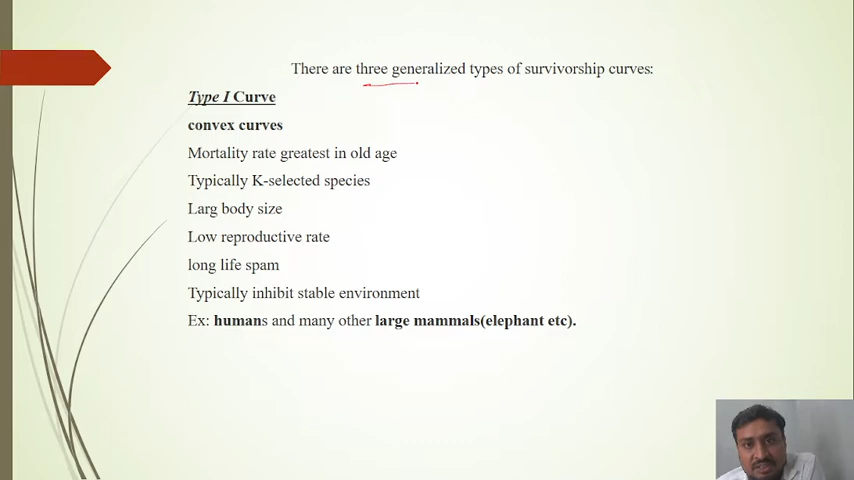 There are three generalized types of survivorship curves:
Type I Curve
convex curves
Mortality rate greatest in old age
Typically K-selected species
Larg body size
Low reproductive rate
long life spam
Typically inhibit stable environment
Ex: humans and many other large mammals(elephant etc).